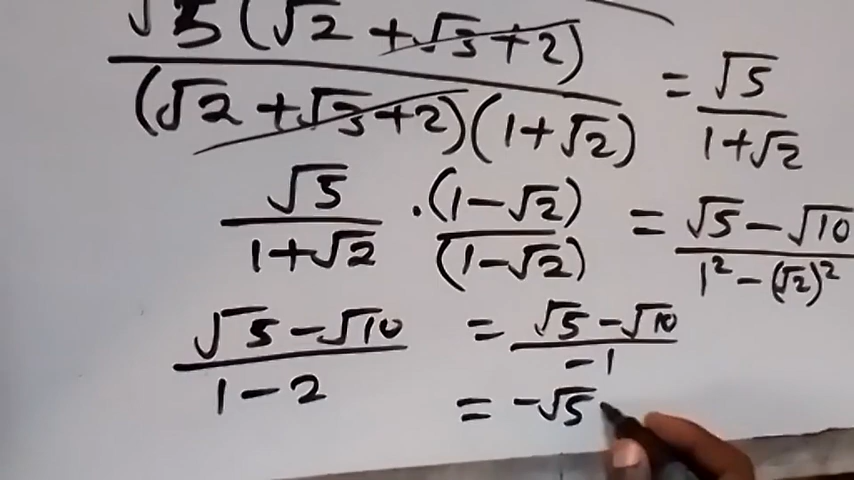 √5(√2 + √3 + 2)
(√2 + √3 + 2)(1 + √2) = √5 / 1 + √2
√5 / 1 + √2 · (1 - √2) / (1 - √2) = √5 - √10 / 1² - (√2)²
√5 - √10 / 1 - 2 = √5 - √10 / -1
= -√5